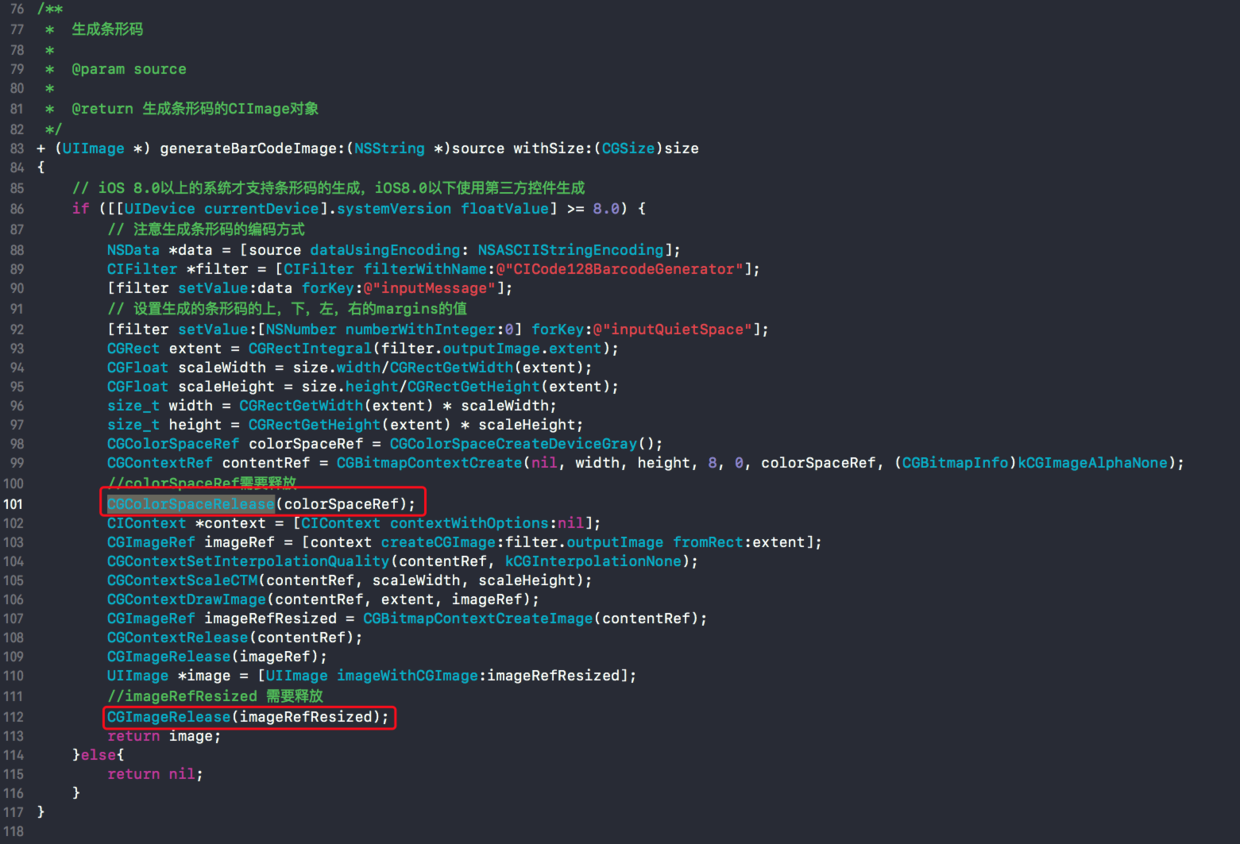 76 /**
77  *  生成条形码
78  *
79  *  @param source
80  *
81  *  @return 生成条形码的CIImage对象
82  */
83 + (UIImage *) generateBarCodeImage:(NSString *)source withSize:(CGSize)size
84 {
85     // iOS 8.0以上的系统才支持条形码的生成，iOS8.0以下使用第三方控件生成
86     if ([[UIDevice currentDevice].systemVersion floatValue] >= 8.0) {
87         // 注意生成条形码的编码方式
88         NSData *data = [source dataUsingEncoding: NSASCIIStringEncoding];
89         CIFilter *filter = [CIFilter filterWithName:@"CICode128BarcodeGenerator"];
90         [filter setValue:data forKey:@"inputMessage"];
91         // 设置生成的条形码的上，下，左，右的margins的值
92         [filter setValue:[NSNumber numberWithInteger:0] forKey:@"inputQuietSpace"];
93         CGRect extent = CGRectIntegral(filter.outputImage.extent);
94         CGFloat scaleWidth = size.width/CGRectGetWidth(extent);
95         CGFloat scaleHeight = size.height/CGRectGetHeight(extent);
96         size_t width = CGRectGetWidth(extent) * scaleWidth;
97         size_t height = CGRectGetHeight(extent) * scaleHeight;
98         CGColorSpaceRef colorSpaceRef = CGColorSpaceCreateDeviceGray();
99         CGContextRef contentRef = CGBitmapContextCreate(nil, width, height, 8, 0, colorSpaceRef, (CGBitmapInfo)kCGImageAlphaNone);
100         //colorSpaceRef需要释放
101         CGColorSpaceRelease(colorSpaceRef);
102         CIContext *context = [CIContext contextWithOptions:nil];
103         CGImageRef imageRef = [context createCGImage:filter.outputImage fromRect:extent];
104         CGContextSetInterpolationQuality(contentRef, kCGInterpolationNone);
105         CGContextScaleCTM(contentRef, scaleWidth, scaleHeight);
106         CGContextDrawImage(contentRef, extent, imageRef);
107         CGImageRef imageRefResized = CGBitmapContextCreateImage(contentRef);
108         CGContextRelease(contentRef);
109         CGImageRelease(imageRef);
110         UIImage *image = [UIImage imageWithCGImage:imageRefResized];
111         //imageRefResized 需要释放
112         CGImageRelease(imageRefResized);
113         return image;
114     }else{
115         return nil;
116     }
117 }
118